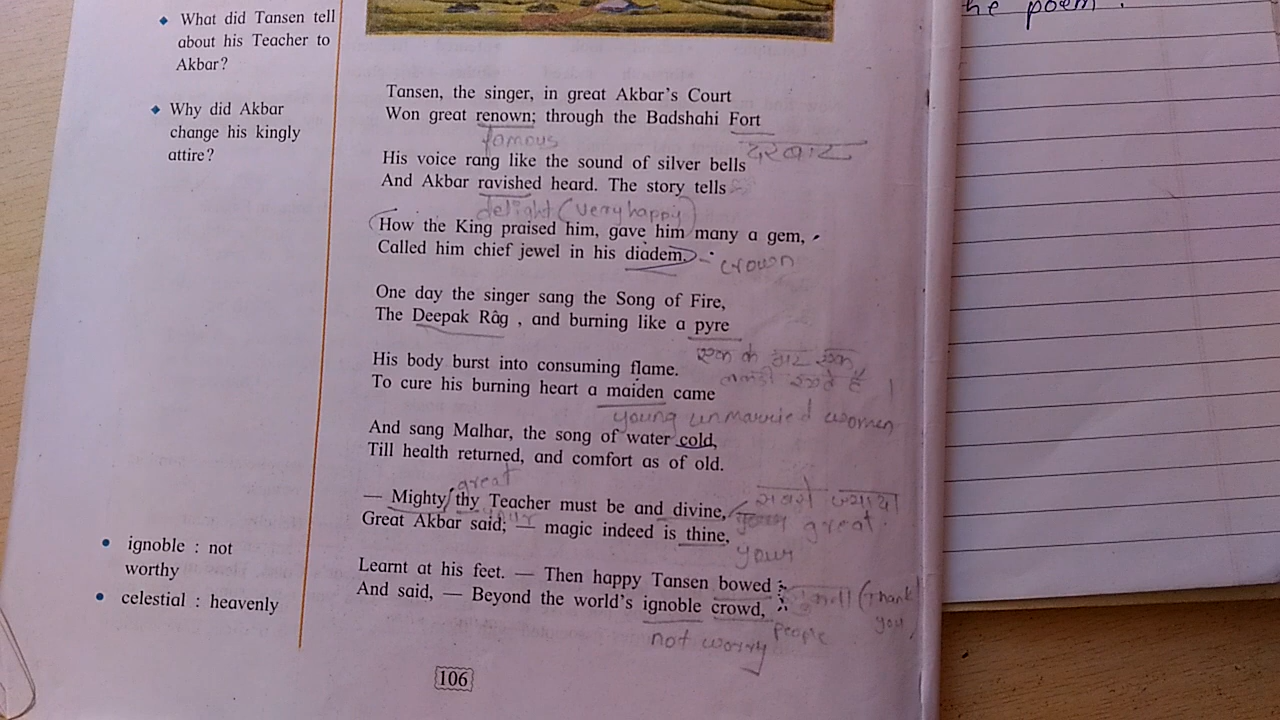 he poem.
What did Tansen tell
about his Teacher to
Akbar?
Why did Akbar
change his kingly
attire?
Tansen, the singer, in great Akbar's Court
Won great renown; through the Badshahi Fort
famous दरबार
His voice rang like the sound of silver bells
And Akbar ravished heard. The story tells
delight (very happy)
How the King praised him, gave him many a gem,
Called him chief jewel in his diadem.
crown
One day the singer sang the Song of Fire,
The Deepak Râg , and burning like a pyre
एक के
His body burst into consuming flame.
To cure his burning heart a maiden came
young unmarried women
And sang Malhar, the song of water cold,
Till health returned, and comfort as of old.
great
— Mighty thy Teacher must be and divine,
your great
Great Akbar said; — magic indeed is thine,
your
Learnt at his feet. — Then happy Tansen bowed
(Thank you)
And said, — Beyond the world's ignoble crowd,
not worry people
ignoble : not
worthy
celestial : heavenly
106